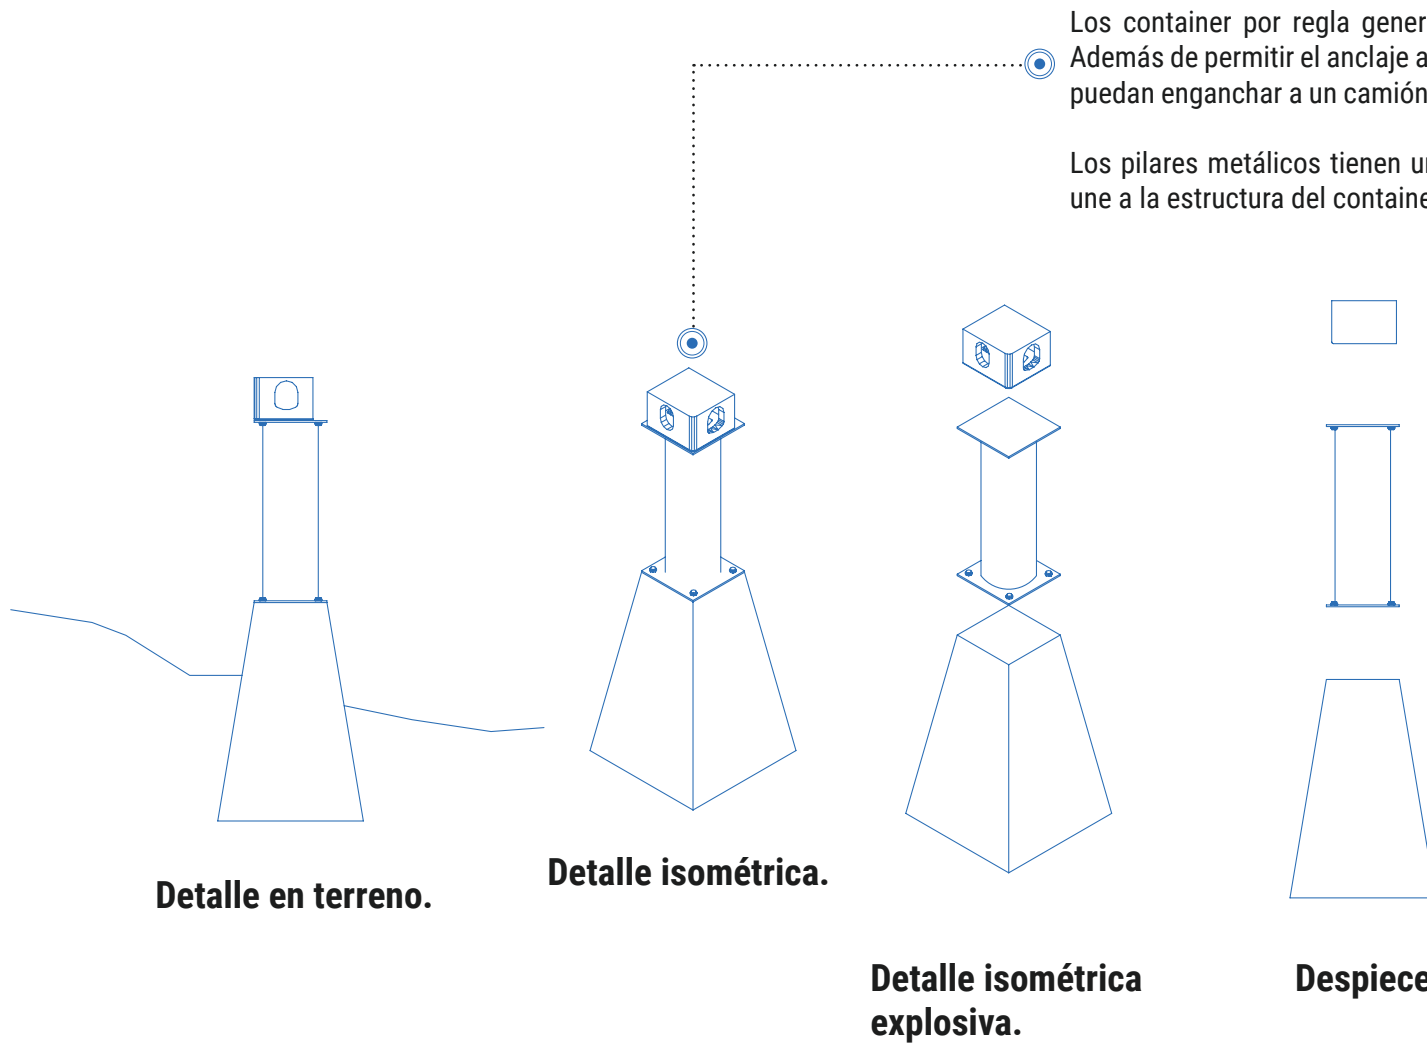 Los container por regla gener
Además de permitir el anclaje a
puedan enganchar a un camión
Los pilares metálicos tienen
une a la estructura del containe
Detalle en terreno.
Detalle isométrica.
Detalle isométrica
explosiva.
Despiece